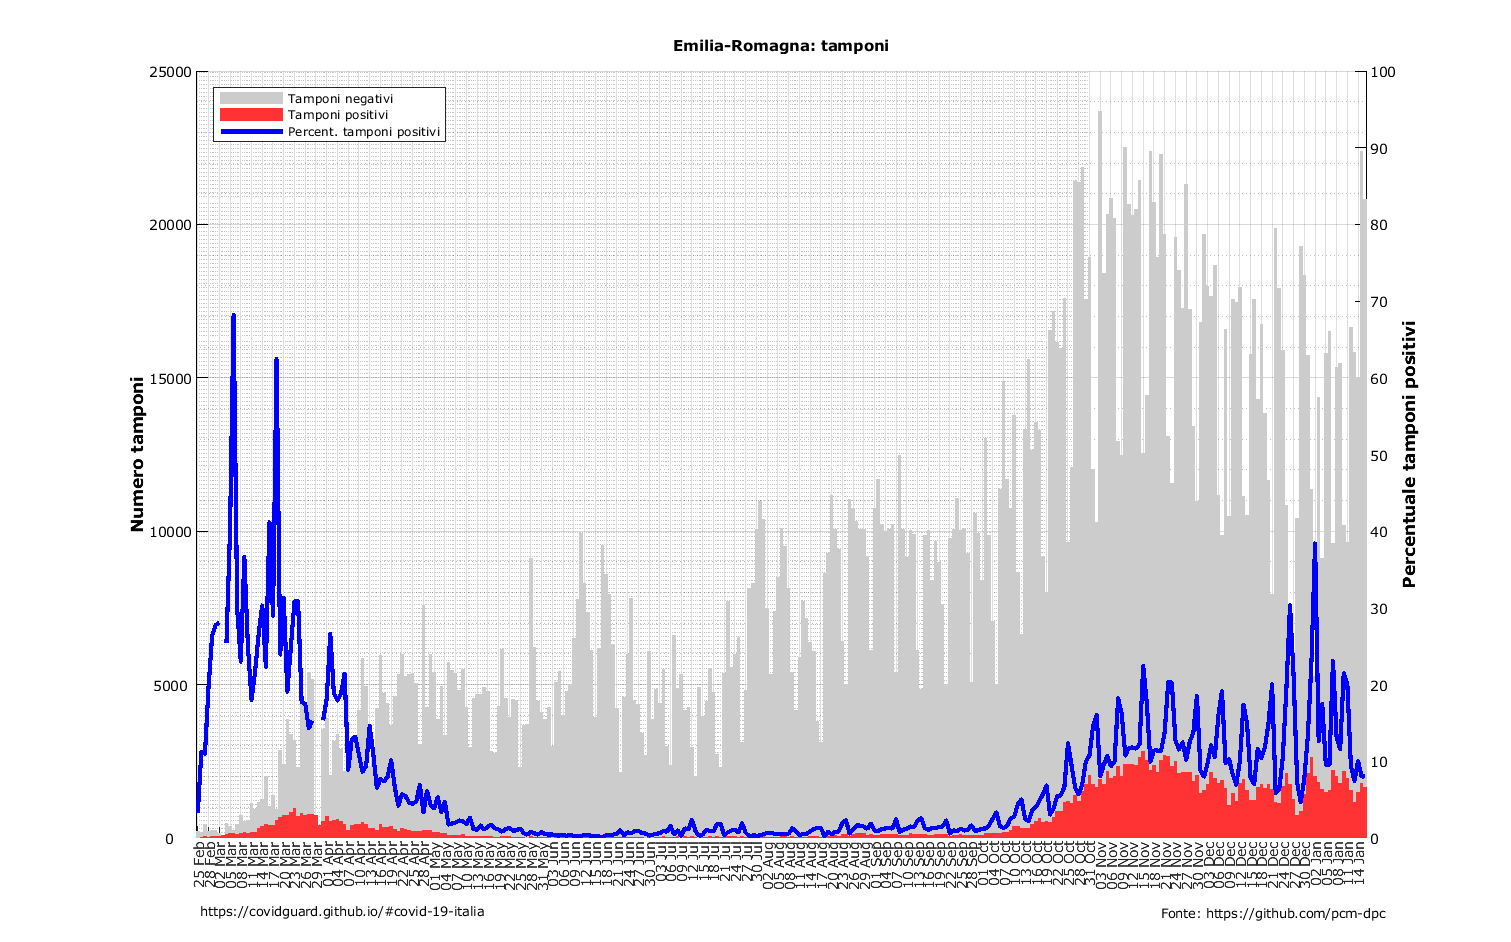 Emilia-Romagna: tamponi
Tamponi negativi
Tamponi positivi
Percent. tamponi positivi
Numero tamponi
25000
20000
15000
10000
5000
0
Percentuale tamponi positivi
100
90
80
70
60
50
40
30
20
10
0
25 Feb
28 Feb
02 Mar
05 Mar
08 Mar
11 Mar
14 Mar
17 Mar
20 Mar
23 Mar
26 Mar
29 Mar
01 Apr
04 Apr
07 Apr
10 Apr
13 Apr
16 Apr
19 Apr
22 Apr
25 Apr
28 Apr
01 May
04 May
07 May
10 May
13 May
16 May
19 May
22 May
25 May
28 May
31 May
03 Jun
06 Jun
09 Jun
12 Jun
15 Jun
18 Jun
21 Jun
24 Jun
27 Jun
30 Jun
03 Jul
06 Jul
09 Jul
12 Jul
15 Jul
18 Jul
21 Jul
24 Jul
27 Jul
30 Jul
02 Aug
05 Aug
08 Aug
11 Aug
14 Aug
17 Aug
20 Aug
23 Aug
26 Aug
29 Aug
01 Sep
04 Sep
07 Sep
10 Sep
13 Sep
16 Sep
19 Sep
22 Sep
25 Sep
28 Sep
01 Oct
04 Oct
07 Oct
10 Oct
13 Oct
16 Oct
19 Oct
22 Oct
25 Oct
28 Oct
31 Oct
03 Nov
06 Nov
09 Nov
12 Nov
15 Nov
18 Nov
21 Nov
24 Nov
27 Nov
30 Nov
03 Dec
06 Dec
09 Dec
12 Dec
15 Dec
18 Dec
21 Dec
24 Dec
27 Dec
30 Dec
02 Jan
05 Jan
08 Jan
11 Jan
14 Jan
https://covidguard.github.io/#covid-19-italia
Fonte: https://github.com/pcm-dpc